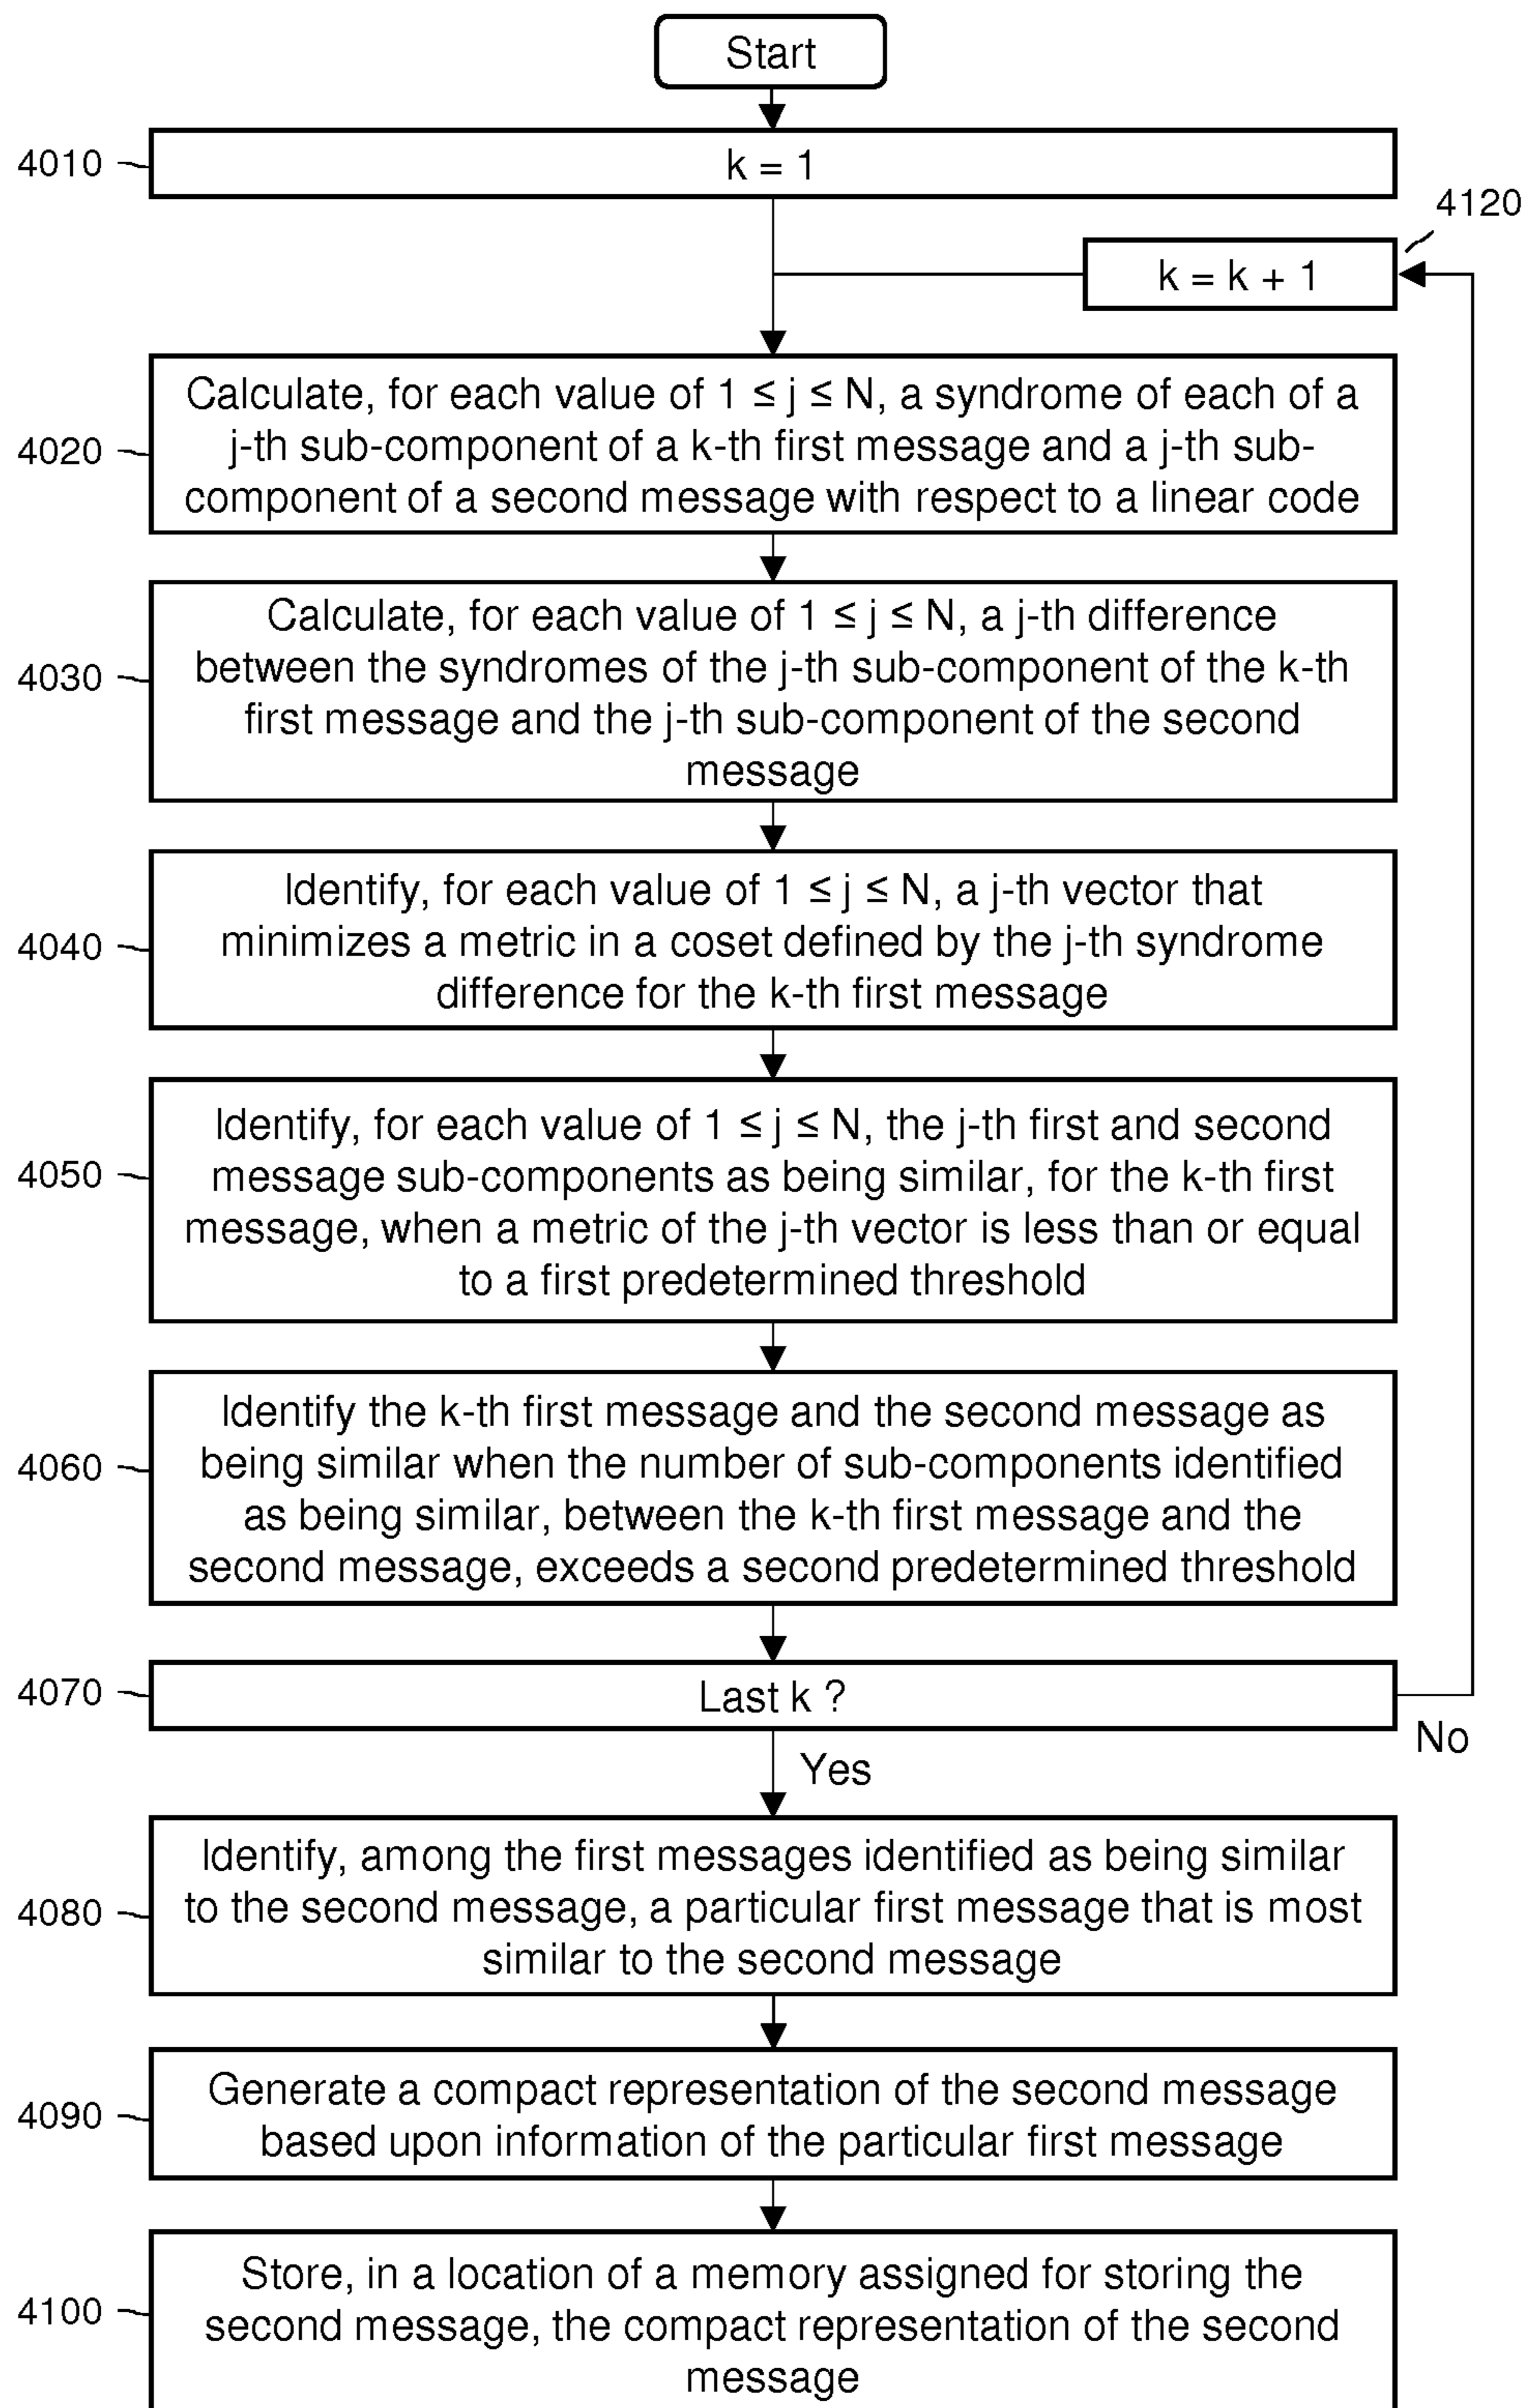 Start
4010
k = 1
4120
k = k + 1
4020
Calculate, for each value of 1 ≤ j ≤ N, a syndrome of each of a
j-th sub-component of a k-th first message and a j-th sub-
component of a second message with respect to a linear code
4030
Calculate, for each value of 1 ≤ j ≤ N, a j-th difference
between the syndromes of the j-th sub-component of the k-th
first message and the j-th sub-component of the second
message
4040
Identify, for each value of 1 ≤ j ≤ N, a j-th vector that
minimizes a metric in a coset defined by the j-th syndrome
difference for the k-th first message
4050
Identify, for each value of 1 ≤ j ≤ N, the j-th first and second
message sub-components as being similar, for the k-th first
message, when a metric of the j-th vector is less than or equal
to a first predetermined threshold
4060
Identify the k-th first message and the second message as
being similar when the number of sub-components identified
as being similar, between the k-th first message and the
second message, exceeds a second predetermined threshold
4070
Last k ?
No
Yes
4080
Identify, among the first messages identified as being similar
to the second message, a particular first message that is most
similar to the second message
4090
Generate a compact representation of the second message
based upon information of the particular first message
4100
Store, in a location of a memory assigned for storing the
second message, the compact representation of the second
message